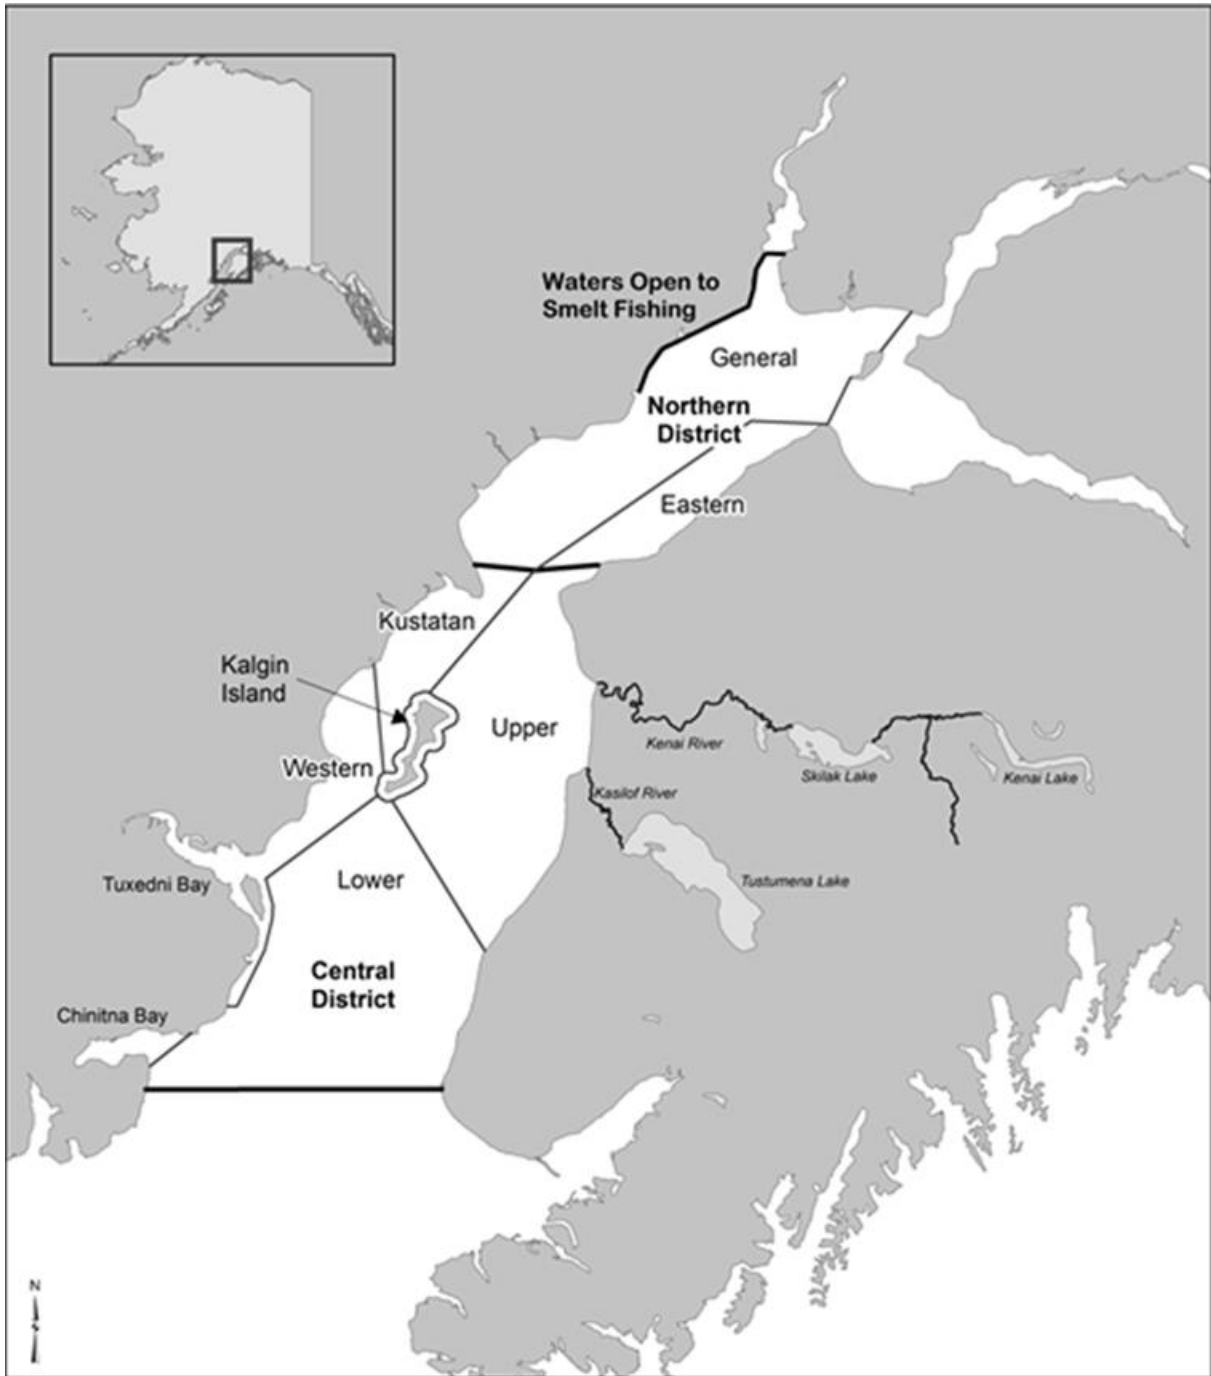 Waters Open to
Smelt Fishing
General
Northern
District
Eastern
Kustatan
Kalgin
Island
Upper
Western
Kenai River
Skilak Lake
Kenai Lake
Kasilof River
Tustumena Lake
Tuxedni Bay
Lower
Central
District
Chinitna Bay
N